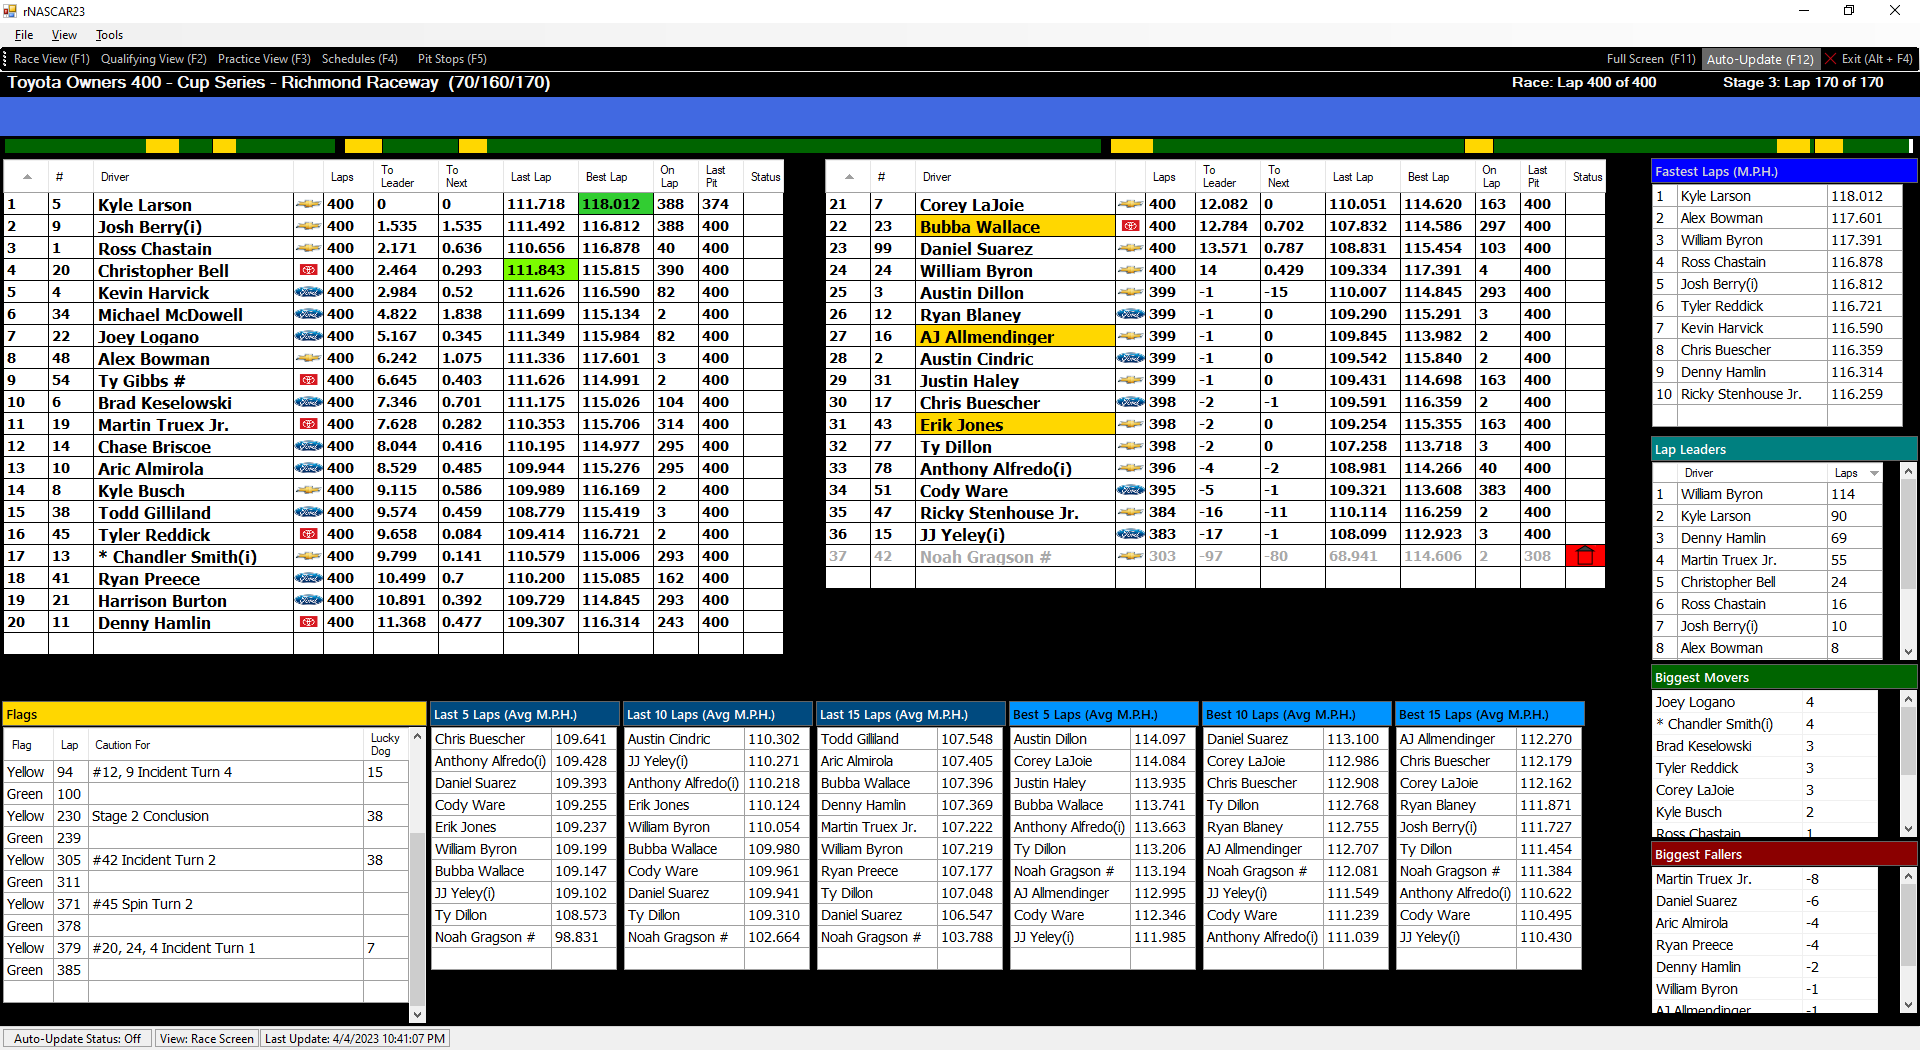 rNASCAR23
File View Tools
Race View (F1) Qualifying View (F2) Practice View (F3) Schedules (F4) Pit Stops (F5) Full Screen (F11) Auto-Update (F12) Exit (Alt + F4)
Toyota Owners 400 - Cup Series - Richmond Raceway (70/160/170) Race: Lap 400 of 400 Stage 3: Lap 170 of 170
# Driver Laps To Leader To Next Last Lap Best Lap On Lap Last Pit Status
1 5 Kyle Larson 400 0 0 111.718 118.012 388 374
2 9 Josh Berry(i) 400 1.535 1.535 111.492 116.812 388 400
3 1 Ross Chastain 400 2.171 0.636 110.656 116.878 40 400
4 20 Christopher Bell 400 2.464 0.293 111.843 115.815 390 400
5 4 Kevin Harvick Ford 400 2.984 0.52 111.626 116.590 82 400
6 34 Michael McDowell Ford 400 4.822 1.838 111.699 115.134 2 400
7 22 Joey Logano Ford 400 5.167 0.345 111.349 115.984 82 400
8 48 Alex Bowman 400 6.242 1.075 111.336 117.601 3 400
9 54 Ty Gibbs # 400 6.645 0.403 111.626 114.991 2 400
10 6 Brad Keselowski Ford 400 7.346 0.701 111.175 115.026 104 400
11 19 Martin Truex Jr. 400 7.628 0.282 110.353 115.706 314 400
12 14 Chase Briscoe Ford 400 8.044 0.416 110.195 114.977 295 400
13 10 Aric Almirola Ford 400 8.529 0.485 109.944 115.276 295 400
14 8 Kyle Busch 400 9.115 0.586 109.989 116.169 2 400
15 38 Todd Gilliland Ford 400 9.574 0.459 108.779 115.419 3 400
16 45 Tyler Reddick 400 9.658 0.084 109.414 116.721 2 400
17 13 * Chandler Smith(i) 400 9.799 0.141 110.579 115.006 293 400
18 41 Ryan Preece Ford 400 10.499 0.7 110.200 115.085 162 400
19 21 Harrison Burton Ford 400 10.891 0.392 109.729 114.845 293 400
20 11 Denny Hamlin 400 11.368 0.477 109.307 116.314 243 400
# Driver Laps To Leader To Next Last Lap Best Lap On Lap Last Pit Status
21 7 Corey LaJoie 400 12.082 0 110.051 114.620 163 400
22 23 Bubba Wallace 400 12.784 0.702 107.832 114.586 297 400
23 99 Daniel Suarez 400 13.571 0.787 108.831 115.454 103 400
24 24 William Byron 400 14 0.429 109.334 117.391 4 400
25 3 Austin Dillon 399 -1 -15 110.007 114.845 293 400
26 12 Ryan Blaney Ford 399 -1 0 109.290 115.291 3 400
27 16 AJ Allmendinger 399 -1 0 109.845 113.982 2 400
28 2 Austin Cindric Ford 399 -1 0 109.542 115.840 2 400
29 31 Justin Haley 399 -1 0 109.431 114.698 163 400
30 17 Chris Buescher Ford 398 -2 -1 109.591 116.359 2 400
31 43 Erik Jones 398 -2 0 109.254 115.355 163 400
32 77 Ty Dillon 398 -2 0 107.258 113.718 3 400
33 78 Anthony Alfredo(i) 396 -4 -2 108.981 114.266 40 400
34 51 Cody Ware Ford 395 -5 -1 109.321 113.608 383 400
35 47 Ricky Stenhouse Jr. 384 -16 -11 110.114 116.259 2 400
36 15 JJ Yeley(i) Ford 383 -17 -1 108.099 112.923 3 400
37 42 Noah Gragson # 303 -97 -80 68.941 114.606 2 308
Fastest Laps (M.P.H.)
1 Kyle Larson 118.012
2 Alex Bowman 117.601
3 William Byron 117.391
4 Ross Chastain 116.878
5 Josh Berry(i) 116.812
6 Tyler Reddick 116.721
7 Kevin Harvick 116.590
8 Chris Buescher 116.359
9 Denny Hamlin 116.314
10 Ricky Stenhouse Jr. 116.259
Lap Leaders
Driver Laps
1 William Byron 114
2 Kyle Larson 90
3 Denny Hamlin 69
4 Martin Truex Jr. 55
5 Christopher Bell 24
6 Ross Chastain 16
7 Josh Berry(i) 10
8 Alex Bowman 8
Biggest Movers
Joey Logano 4
* Chandler Smith(i) 4
Brad Keselowski 3
Tyler Reddick 3
Corey LaJoie 3
Kyle Busch 2
Ross Chastain 1
Biggest Fallers
Martin Truex Jr. -8
Daniel Suarez -6
Aric Almirola -4
Ryan Preece -4
Denny Hamlin -2
William Byron -1
AJ Allmendinger -1
Flags
Flag Lap Caution For Lucky Dog
Yellow 94 #12, 9 Incident Turn 4 15
Green 100
Yellow 230 Stage 2 Conclusion 38
Green 239
Yellow 305 #42 Incident Turn 2 38
Green 311
Yellow 371 #45 Spin Turn 2
Green 378
Yellow 379 #20, 24, 4 Incident Turn 1 7
Green 385
Last 5 Laps (Avg M.P.H.)
Chris Buescher 109.641
Anthony Alfredo(i) 109.428
Daniel Suarez 109.393
Cody Ware 109.255
Erik Jones 109.237
William Byron 109.199
Bubba Wallace 109.147
JJ Yeley(i) 109.102
Ty Dillon 108.573
Noah Gragson # 98.831
Last 10 Laps (Avg M.P.H.)
Austin Cindric 110.302
JJ Yeley(i) 110.271
Anthony Alfredo(i) 110.218
Erik Jones 110.124
William Byron 110.054
Bubba Wallace 109.980
Cody Ware 109.961
Daniel Suarez 109.941
Ty Dillon 109.310
Noah Gragson # 102.664
Last 15 Laps (Avg M.P.H.)
Todd Gilliland 107.548
Aric Almirola 107.405
Bubba Wallace 107.396
Denny Hamlin 107.369
Martin Truex Jr. 107.222
William Byron 107.219
Ryan Preece 107.177
Ty Dillon 107.048
Daniel Suarez 106.547
Noah Gragson # 103.788
Best 5 Laps (Avg M.P.H.)
Austin Dillon 114.097
Corey LaJoie 114.084
Justin Haley 113.935
Bubba Wallace 113.741
Anthony Alfredo(i) 113.663
Ty Dillon 113.206
Noah Gragson # 113.194
AJ Allmendinger 112.995
Cody Ware 112.346
JJ Yeley(i) 111.985
Best 10 Laps (Avg M.P.H.)
Daniel Suarez 113.100
Corey LaJoie 112.986
Chris Buescher 112.908
Ty Dillon 112.768
Ryan Blaney 112.755
AJ Allmendinger 112.707
Noah Gragson # 112.081
JJ Yeley(i) 111.549
Cody Ware 111.239
Anthony Alfredo(i) 111.039
Best 15 Laps (Avg M.P.H.)
AJ Allmendinger 112.270
Chris Buescher 112.179
Corey LaJoie 112.162
Ryan Blaney 111.871
Josh Berry(i) 111.727
Ty Dillon 111.454
Noah Gragson # 111.384
Anthony Alfredo(i) 110.622
Cody Ware 110.495
JJ Yeley(i) 110.430
Auto-Update Status: Off View: Race Screen Last Update: 4/4/2023 10:41:07 PM